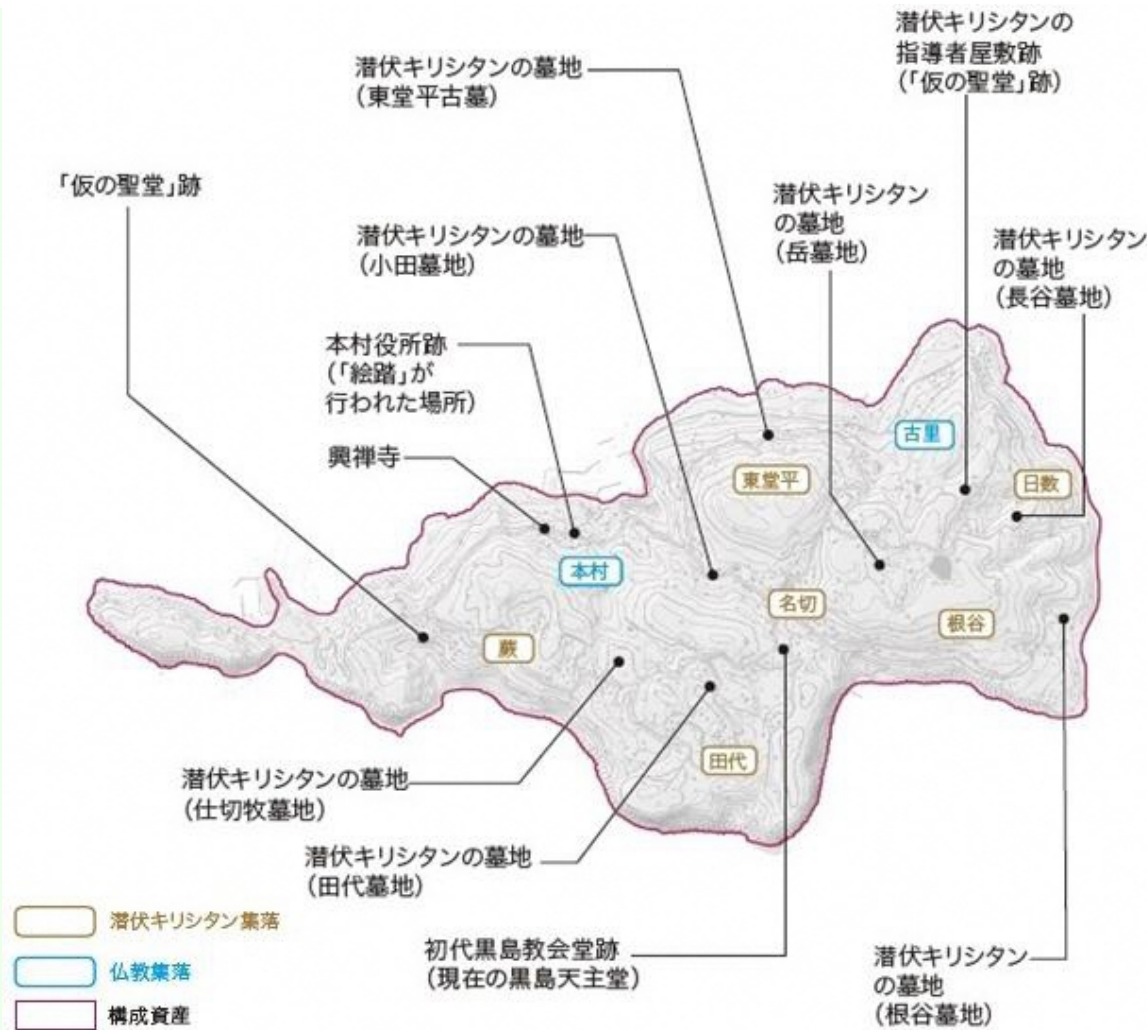 潜伏キリシタンの
指導者屋敷跡
(「仮の聖堂」跡)
潜伏キリシタンの墓地
(東堂平古墓)
「仮の聖堂」跡
潜伏キリシタン
の墓地
(岳墓地)
潜伏キリシタンの墓地
(小田墓地)
潜伏キリシタン
の墓地
(長谷墓地)
本村役所跡
(「絵踏」が
行われた場所)
興禅寺
古里
東堂平
日数
本村
名切
根谷
蕨
田代
潜伏キリシタンの墓地
(仕切牧墓地)
潜伏キリシタンの墓地
(田代墓地)
初代黒島教会堂跡
(現在の黒島天主堂)
潜伏キリシタン
の墓地
(根谷墓地)
潜伏キリシタン集落
仏教集落
構成資産